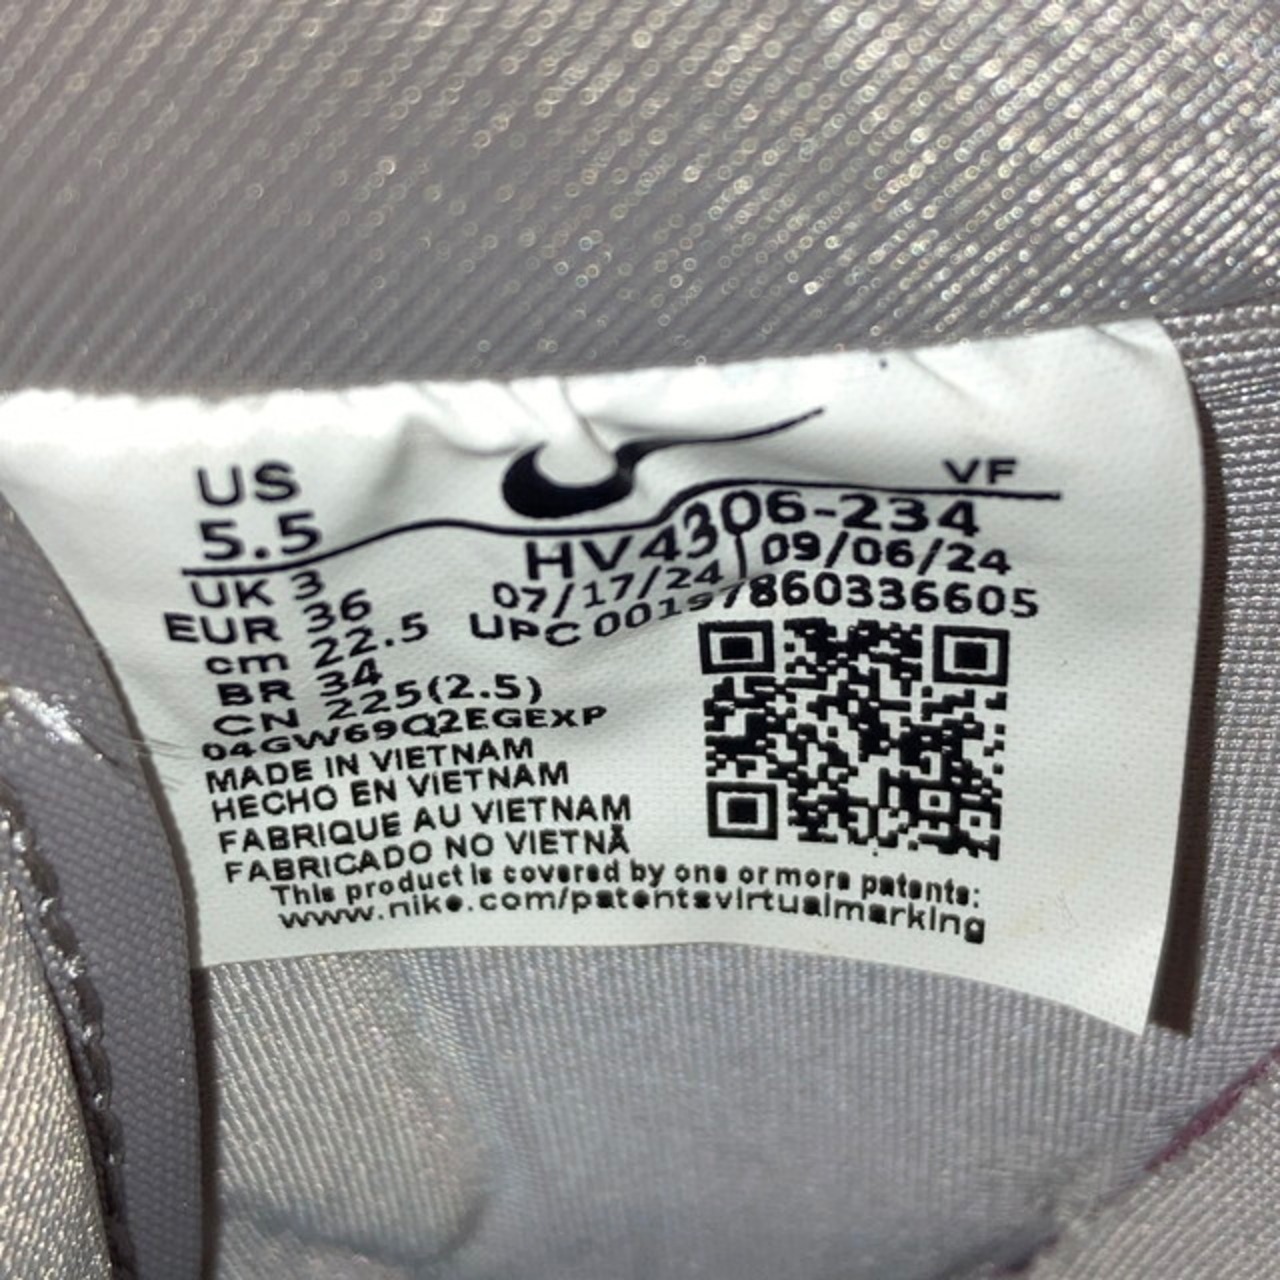 US
5.5
UK 3
EUR 36
cm 22.5
BR 34
CN 225(2.5)
04GW69Q2EGEXP
MADE IN VIETNAM
HECHO EN VIETNAM
FABRIQUE AU VIETNAM
FABRICADO NO VIETNÃ
VF
HV4306-234
07/17/24 | 09/06/24
UPC 00197860336605
This product is covered by one or more patents:
www.nike.com/patentsvirtualmarking